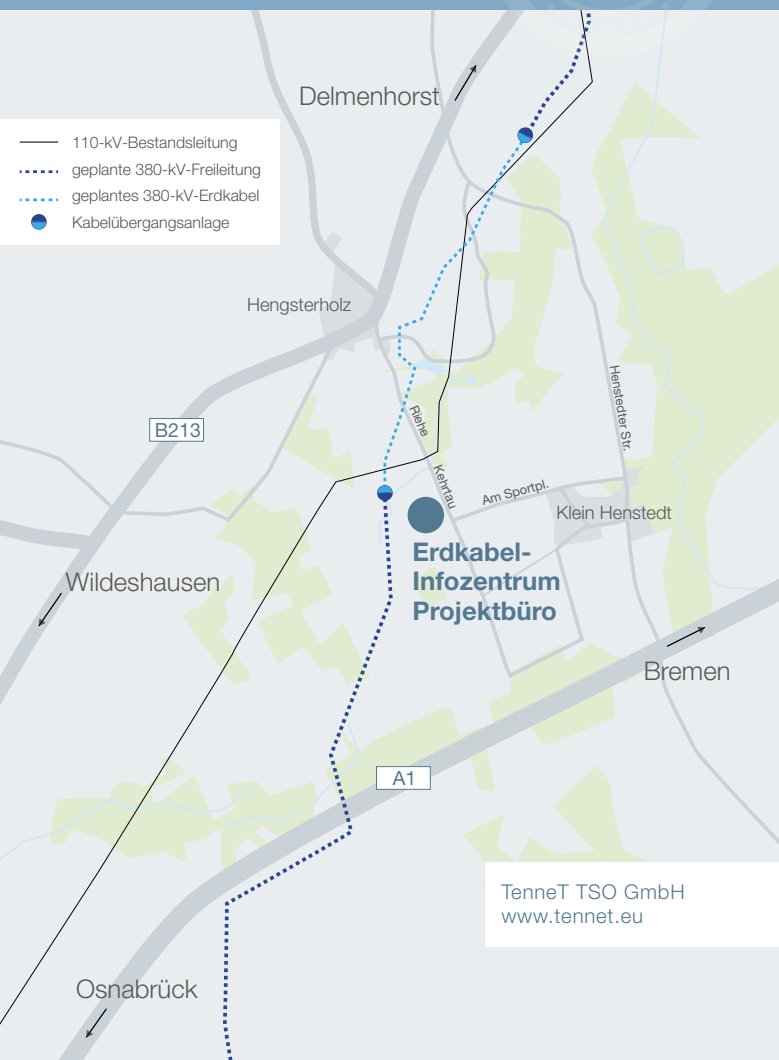 Delmenhorst
110-kV-Bestandsleitung
geplante 380-kV-Freileitung
geplantes 380-kV-Erdkabel
Kabelübergangsanlage
Hengsterholz
B213
Riehe
Henstedter Str.
Kehrtau
Am Sportpl.
Klein Henstedt
Erdkabel-
Infozentrum
Projektbüro
Wildeshausen
Bremen
A1
TenneT TSO GmbH
www.tennet.eu
Osnabrück